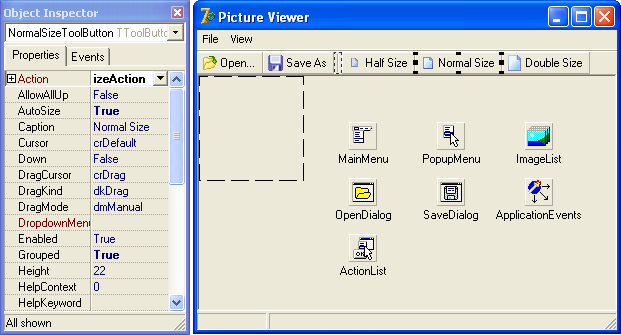 Object Inspector
NormalSizeToolButton TToolButto
Properties Events
Action izeAction
AllowAllUp False
AutoSize True
Caption Normal Size
Cursor crDefault
Down False
DragCursor crDrag
DragKind dkDrag
DragMode dmManual
DropdownMenu
Enabled True
Grouped True
Height 22
HelpContext 0
HelpKeyword
All shown
Picture Viewer
File View
Open... Save As Half Size Normal Size Double Size
MainMenu PopupMenu ImageList
OpenDialog SaveDialog ApplicationEvents
ActionList